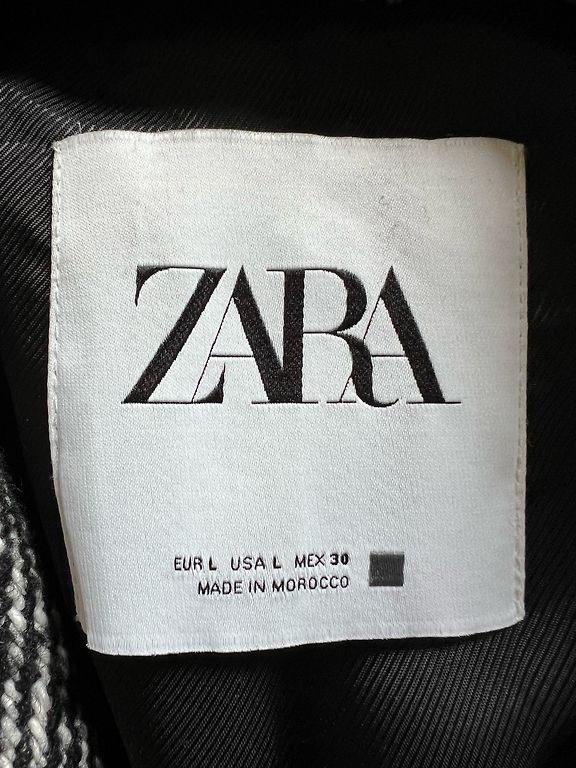 ZARA
EUR L USA L MEX 30
MADE IN MOROCCO